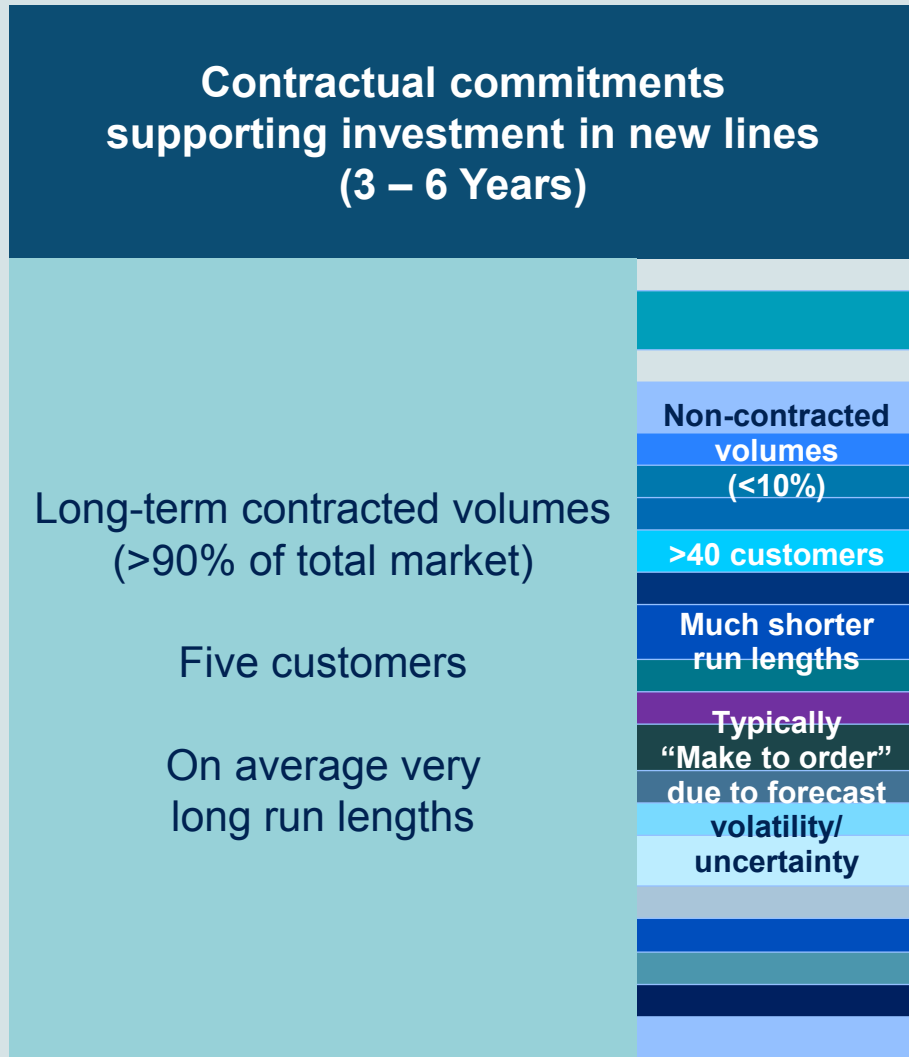 Contractual commitments
supporting investment in new lines
(3 – 6 Years)
Long-term contracted volumes
(>90% of total market)
Five customers
On average very
long run lengths
Non-contracted
volumes
(<10%)
>40 customers
Much shorter
run lengths
Typically
“Make to order”
due to forecast
volatility/
uncertainty